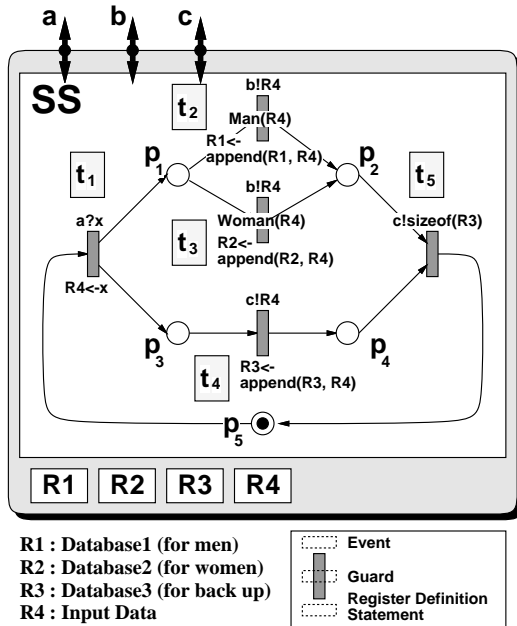 a b c
SS
t2
b!R4
Man(R4)
R1<-
append(R1, R4)
p1
p2
t1
t5
b!R4
Woman(R4)
R2<-
append(R2, R4)
t3
a?x
R4<-x
c!sizeof(R3)
c!R4
p3
p4
R3<-
append(R3, R4)
t4
p5
R1 R2 R3 R4
R1 : Database1 (for men)
R2 : Database2 (for women)
R3 : Database3 (for back up)
R4 : Input Data
Event
Guard
Register Definition
Statement